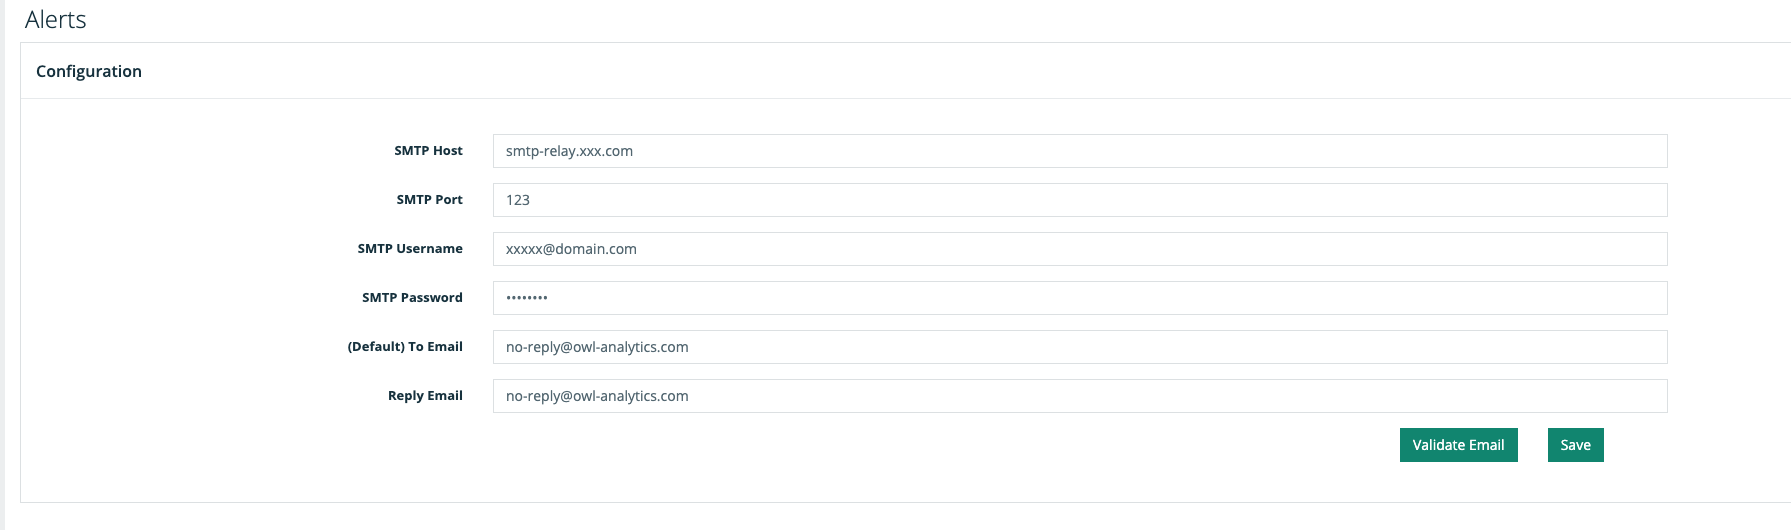 Alerts
Configuration
SMTP Host smtp-relay.xxx.com
SMTP Port 123
SMTP Username xxxxx@domain.com
SMTP Password ••••••••
(Default) To Email no-reply@owl-analytics.com
Reply Email no-reply@owl-analytics.com
Validate Email Save